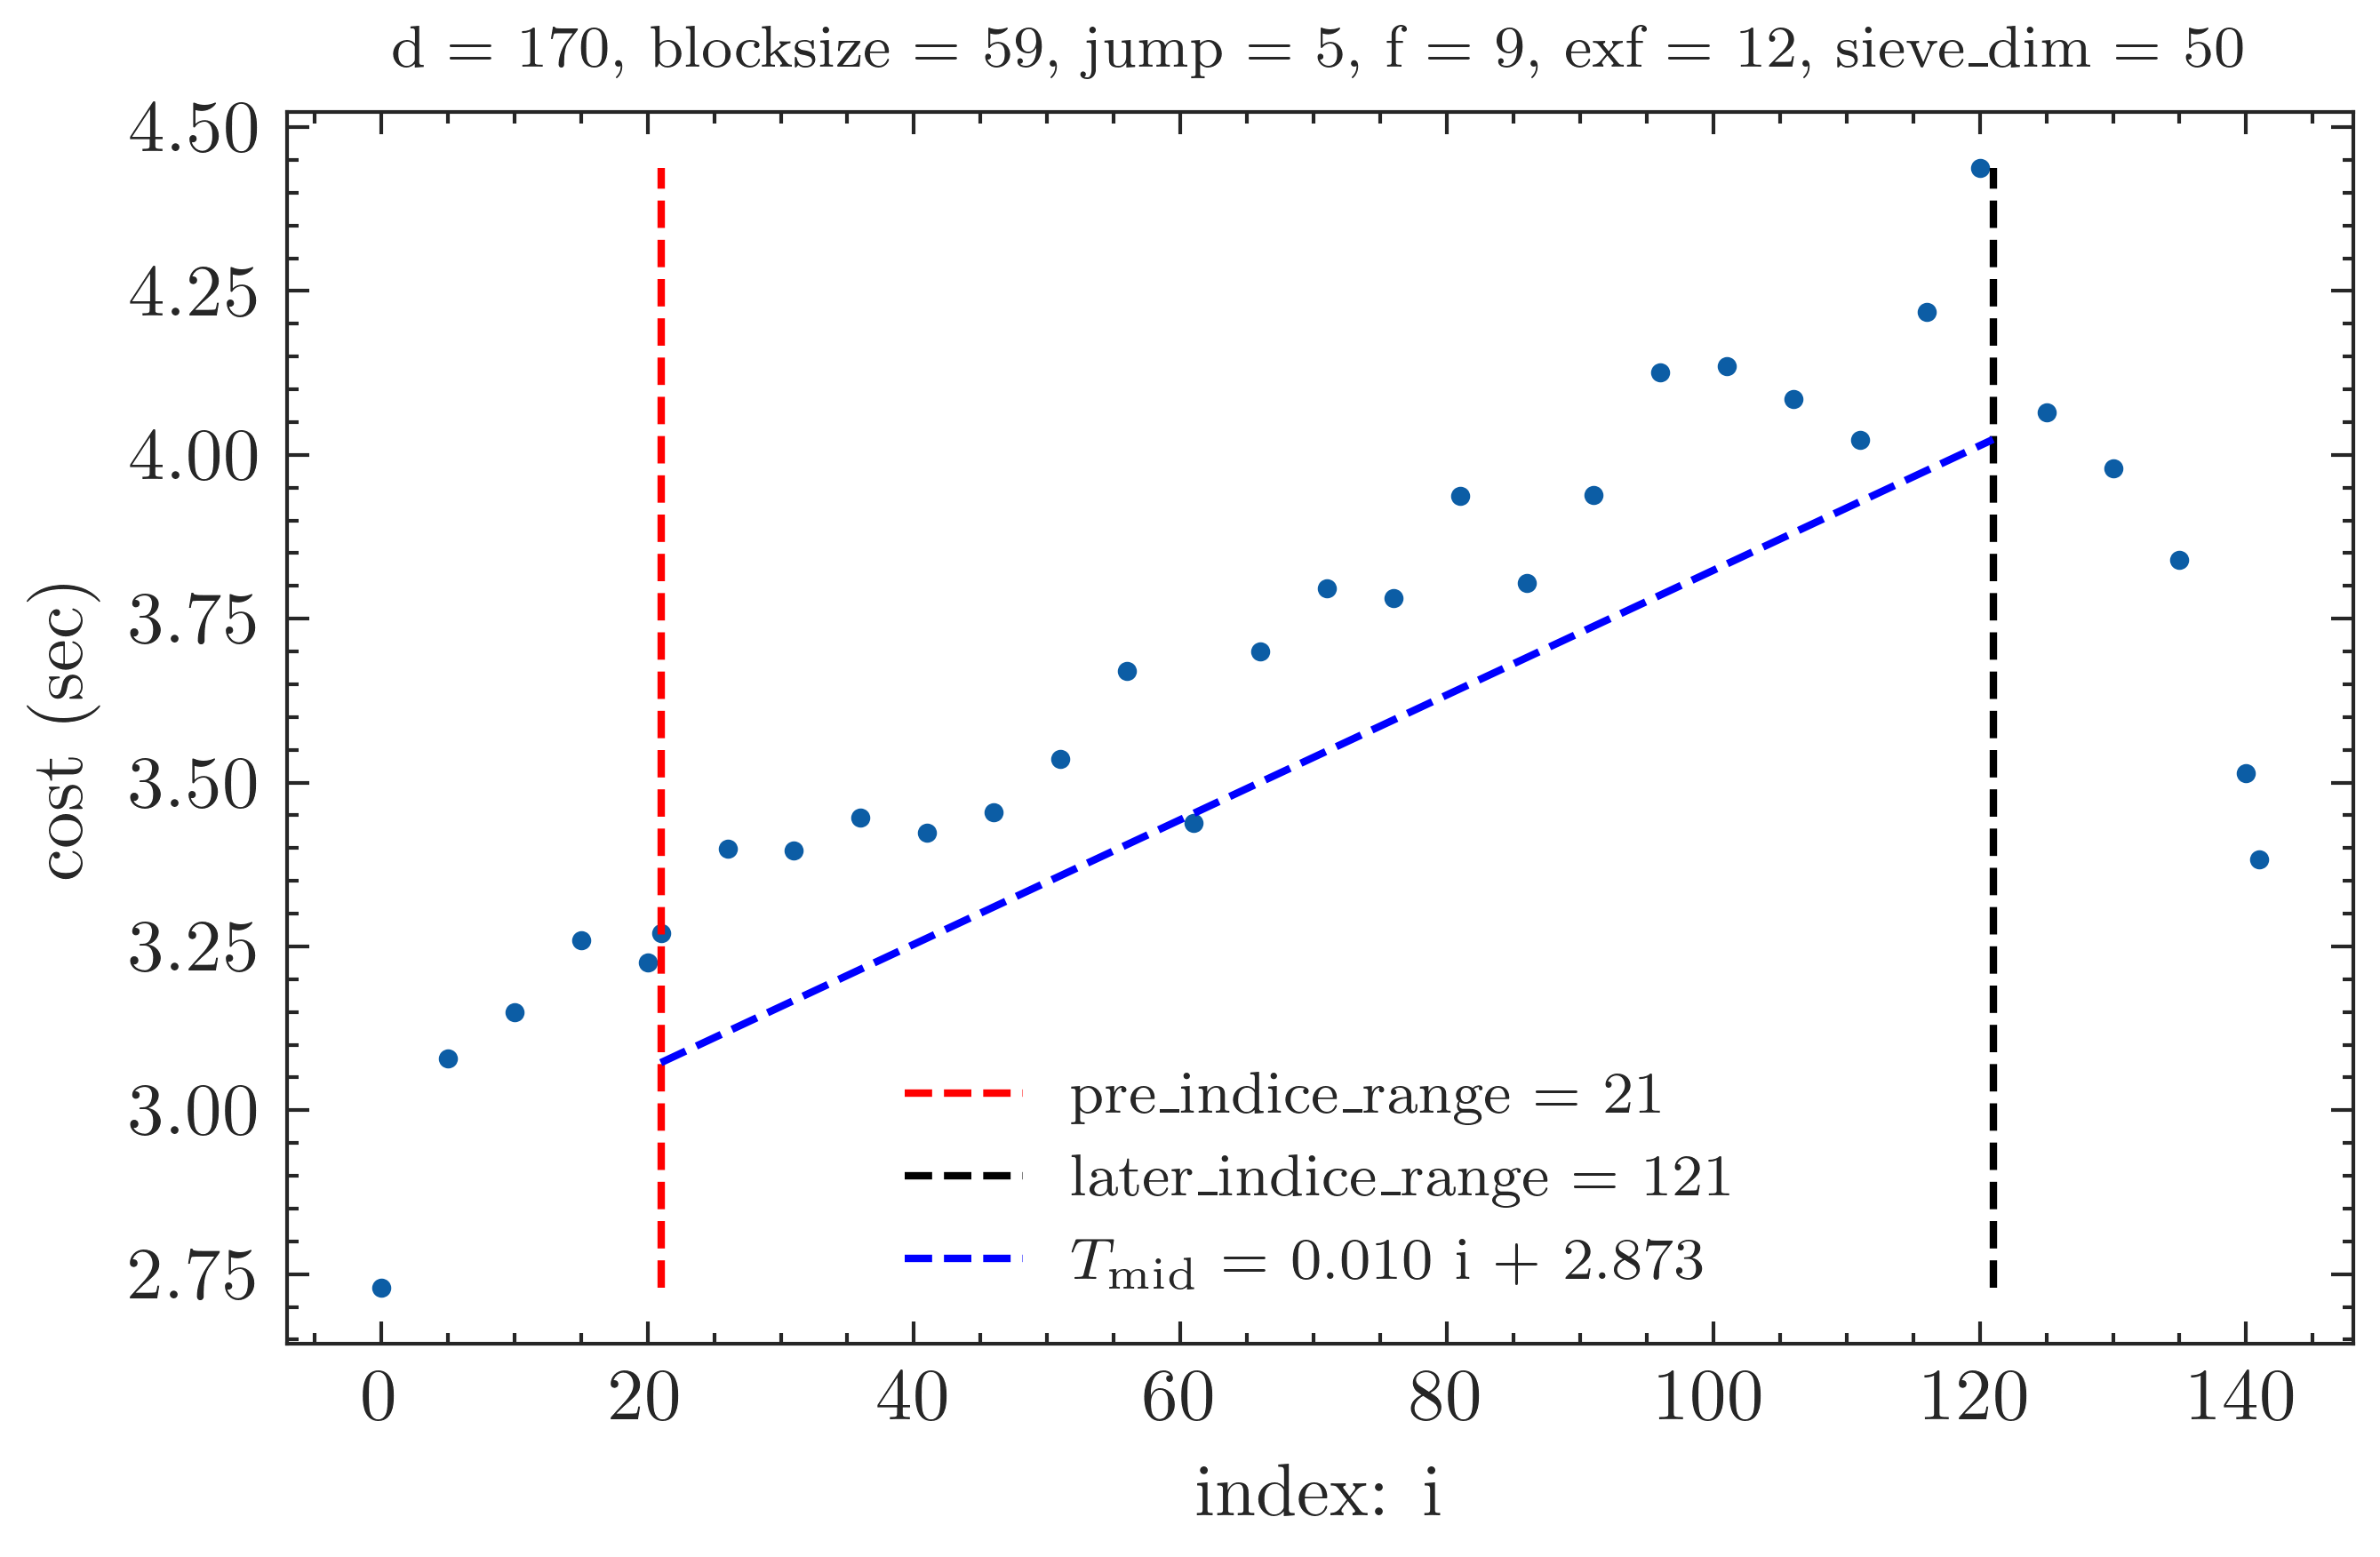 d = 170, blocksize = 59, jump = 5, f = 9, exf = 12, sieve_dim = 50
4.50
4.25
4.00
3.75
3.50
3.25
3.00
2.75
cost (sec)
pre_indice_range = 21
later_indice_range = 121
T_mid = 0.010 i + 2.873
0 20 40 60 80 100 120 140
index: i